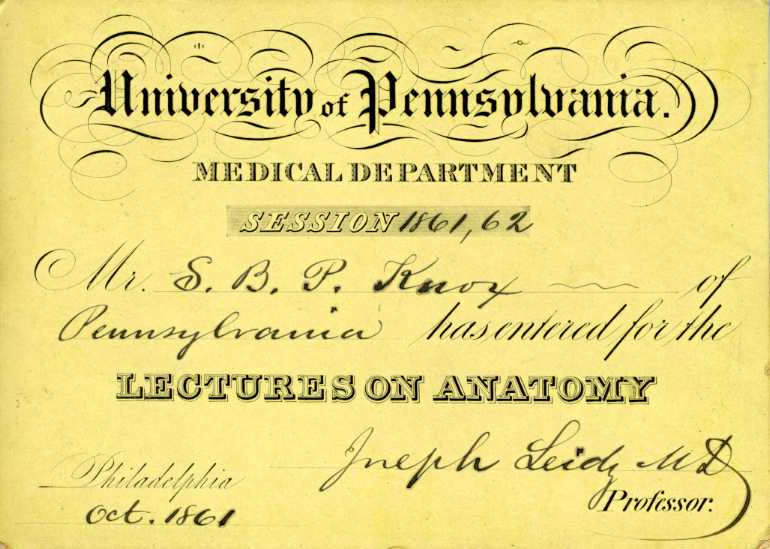 University of Pennsylvania.
MEDICAL DEPARTMENT
SESSION 1861,62
Mr. S. B. P. Knox of
Pennsylvania has entered for the
LECTURES ON ANATOMY
Joseph Leidy MD
Philadelphia
Professor.
Oct. 1861